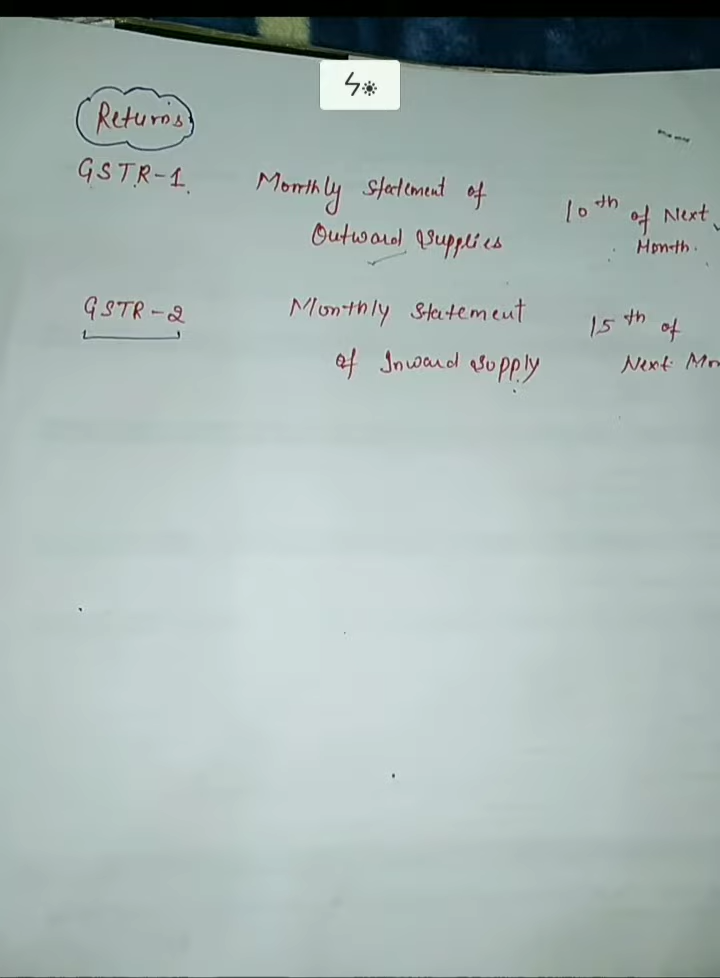 Returns
GSTR-1. Monthly statement of 10th of Next
Outward Supplies Month.
GSTR-2 Monthly statement 15th of
of Inward supply Next